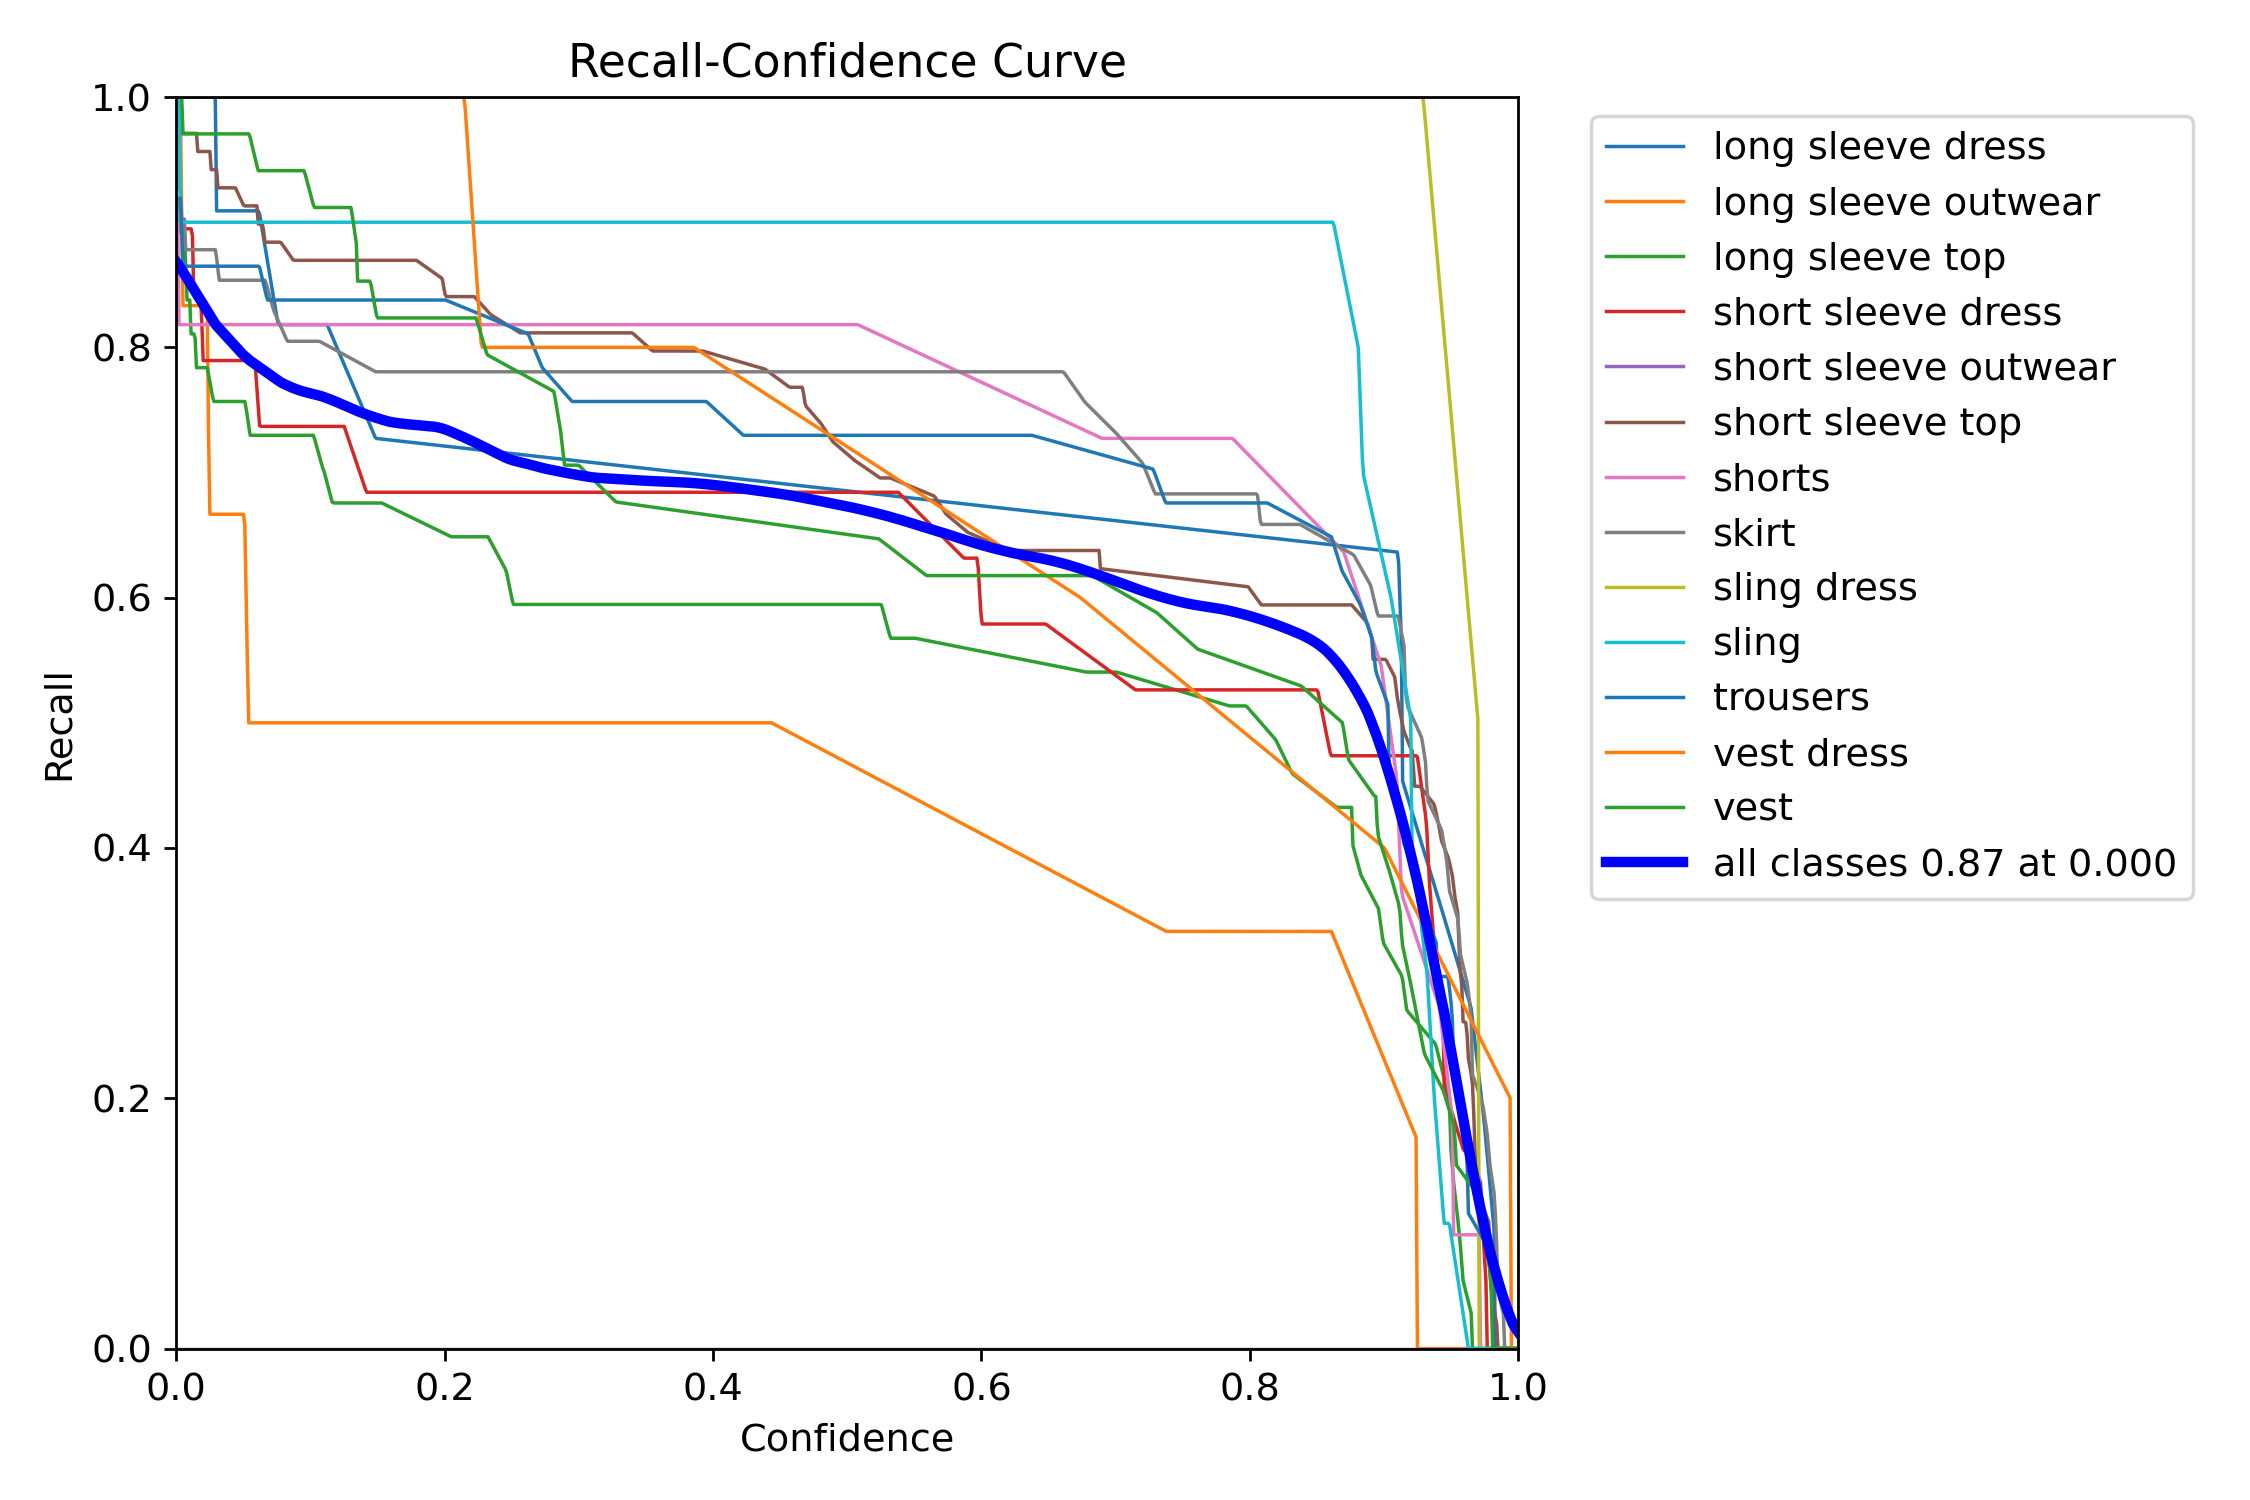 Recall-Confidence Curve
1.0
0.8
0.6
0.4
0.2
0.0
Recall
0.0 0.2 0.4 0.6 0.8 1.0
Confidence
long sleeve dress
long sleeve outwear
long sleeve top
short sleeve dress
short sleeve outwear
short sleeve top
shorts
skirt
sling dress
sling
trousers
vest dress
vest
all classes 0.87 at 0.000